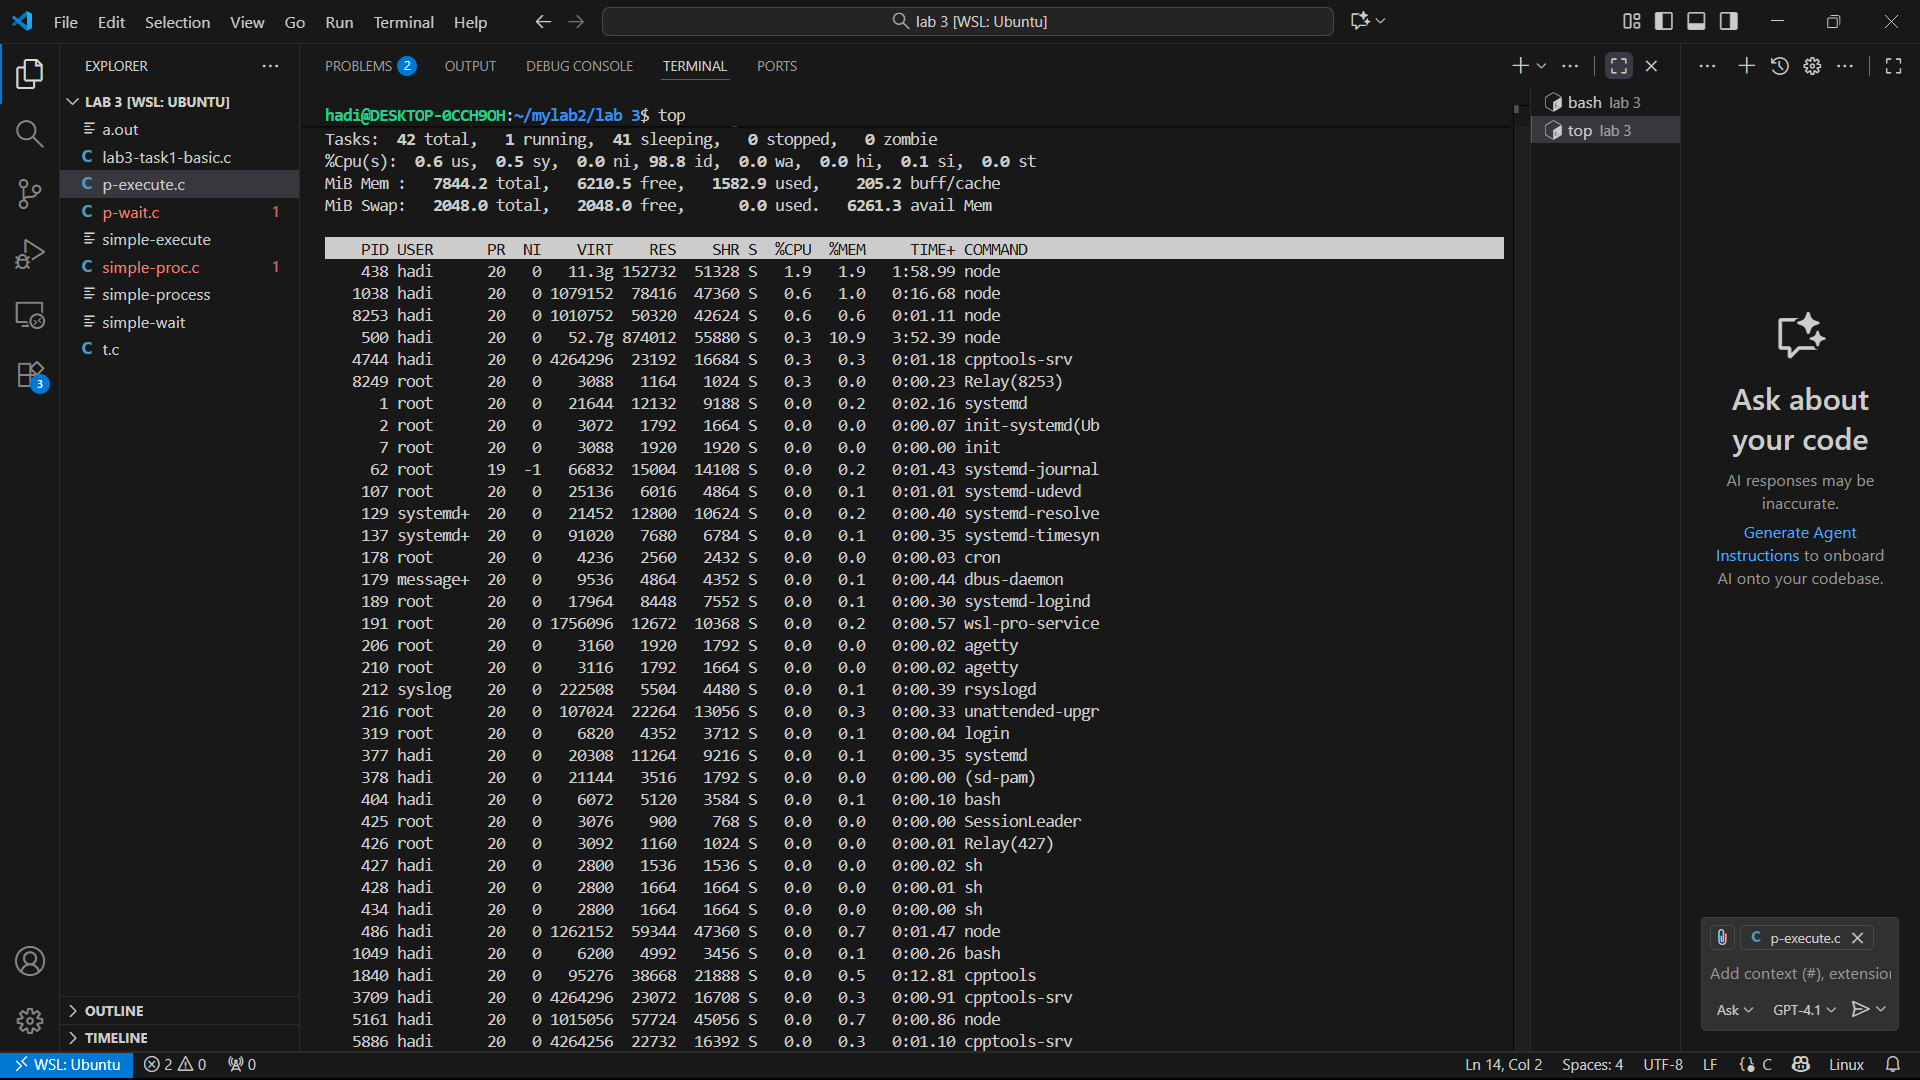 File Edit Selection View Go Run Terminal Help
lab 3 [WSL: Ubuntu]
EXPLORER
LAB 3 [WSL: UBUNTU]
a.out
C lab3-task1-basic.c
C p-execute.c
C p-wait.c 1
simple-execute
C simple-proc.c 1
simple-process
simple-wait
C t.c
3
OUTLINE
TIMELINE
PROBLEMS 2 OUTPUT DEBUG CONSOLE TERMINAL PORTS
hadi@DESKTOP-0CCH9OH:~/mylab2/lab 3$ top
Tasks: 42 total, 1 running, 41 sleeping, 0 stopped, 0 zombie
%Cpu(s): 0.6 us, 0.5 sy, 0.0 ni, 98.8 id, 0.0 wa, 0.0 hi, 0.1 si, 0.0 st
MiB Mem : 7844.2 total, 6210.5 free, 1582.9 used, 205.2 buff/cache
MiB Swap: 2048.0 total, 2048.0 free, 0.0 used. 6261.3 avail Mem
PID USER PR NI VIRT RES SHR S %CPU %MEM TIME+ COMMAND
438 hadi 20 0 11.3g 152732 51328 S 1.9 1.9 1:58.99 node
1038 hadi 20 0 1079152 78416 47360 S 0.6 1.0 0:16.68 node
8253 hadi 20 0 1010752 50320 42624 S 0.6 0.6 0:01.11 node
500 hadi 20 0 52.7g 874012 55880 S 0.3 10.9 3:52.39 node
4744 hadi 20 0 4264296 23192 16684 S 0.3 0.3 0:01.18 cpptools-srv
8249 root 20 0 3088 1164 1024 S 0.3 0.0 0:00.23 Relay(8253)
1 root 20 0 21644 12132 9188 S 0.0 0.2 0:02.16 systemd
2 root 20 0 3072 1792 1664 S 0.0 0.0 0:00.07 init-systemd(Ub
7 root 20 0 3088 1920 1920 S 0.0 0.0 0:00.00 init
62 root 19 -1 66832 15004 14108 S 0.0 0.2 0:01.43 systemd-journal
107 root 20 0 25136 6016 4864 S 0.0 0.1 0:01.01 systemd-udevd
129 systemd+ 20 0 21452 12800 10624 S 0.0 0.2 0:00.40 systemd-resolve
137 systemd+ 20 0 91020 7680 6784 S 0.0 0.1 0:00.35 systemd-timesyn
178 root 20 0 4236 2560 2432 S 0.0 0.0 0:00.03 cron
179 message+ 20 0 9536 4864 4352 S 0.0 0.1 0:00.44 dbus-daemon
189 root 20 0 17964 8448 7552 S 0.0 0.1 0:00.30 systemd-logind
191 root 20 0 1756096 12672 10368 S 0.0 0.2 0:00.57 wsl-pro-service
206 root 20 0 3160 1920 1792 S 0.0 0.0 0:00.02 agetty
210 root 20 0 3116 1792 1664 S 0.0 0.0 0:00.02 agetty
212 syslog 20 0 222508 5504 4480 S 0.0 0.1 0:00.39 rsyslogd
216 root 20 0 107024 22264 13056 S 0.0 0.3 0:00.33 unattended-upgr
319 root 20 0 6820 4352 3712 S 0.0 0.1 0:00.04 login
377 hadi 20 0 20308 11264 9216 S 0.0 0.1 0:00.35 systemd
378 hadi 20 0 21144 3516 1792 S 0.0 0.0 0:00.00 (sd-pam)
404 hadi 20 0 6072 5120 3584 S 0.0 0.1 0:00.10 bash
425 root 20 0 3076 900 768 S 0.0 0.0 0:00.00 SessionLeader
426 root 20 0 3092 1160 1024 S 0.0 0.0 0:00.01 Relay(427)
427 hadi 20 0 2800 1536 1536 S 0.0 0.0 0:00.02 sh
428 hadi 20 0 2800 1664 1664 S 0.0 0.0 0:00.01 sh
434 hadi 20 0 2800 1664 1664 S 0.0 0.0 0:00.00 sh
486 hadi 20 0 1262152 59344 47360 S 0.0 0.7 0:01.47 node
1049 hadi 20 0 6200 4992 3456 S 0.0 0.1 0:00.26 bash
1840 hadi 20 0 95276 38668 21888 S 0.0 0.5 0:12.81 cpptools
3709 hadi 20 0 4264296 23072 16708 S 0.0 0.3 0:00.91 cpptools-srv
5161 hadi 20 0 1015056 57724 45056 S 0.0 0.7 0:00.86 node
5886 hadi 20 0 4264256 22732 16392 S 0.0 0.3 0:01.10 cpptools-srv
bash lab 3
top lab 3
Ask about
your code
AI responses may be
inaccurate.
Generate Agent
Instructions to onboard
AI onto your codebase.
C p-execute.c
Add context (#), extension
Ask GPT-4.1
WSL: Ubuntu 2 0 0
Ln 14, Col 2 Spaces: 4 UTF-8 LF C Linux